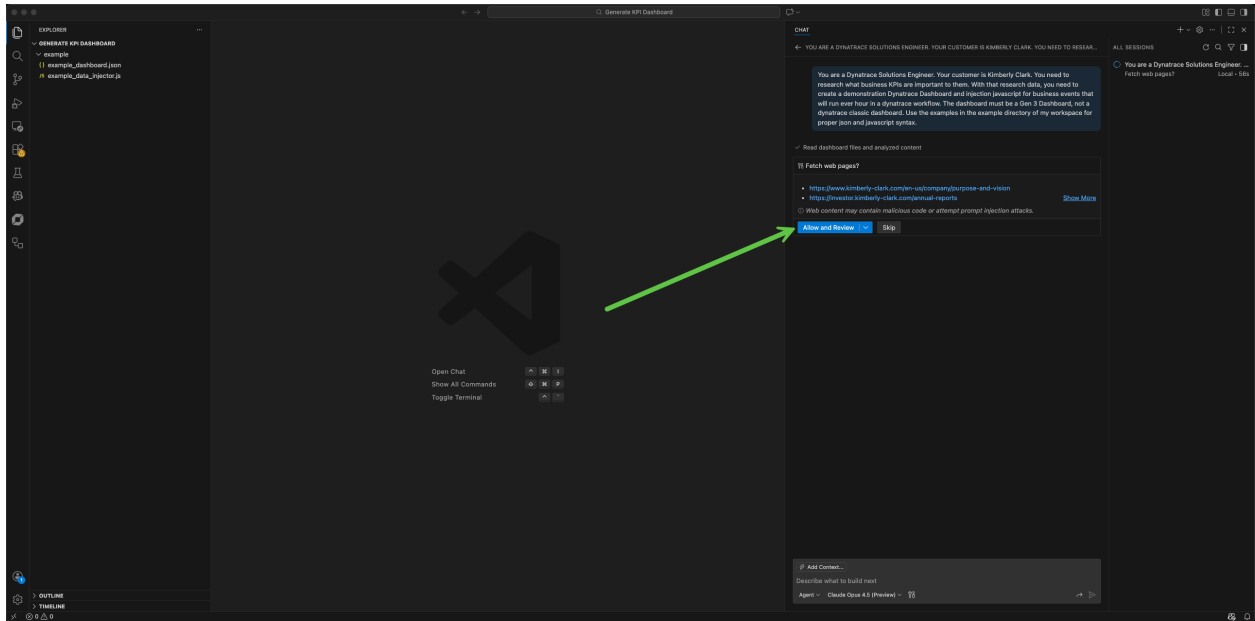 Generate KPI Dashboard
EXPLORER
GENERATE KPI DASHBOARD
example
{} example_dashboard.json
JS example_data_injector.js
Open Chat ^ ⌘ I
Show All Commands ⇧ ⌘ P
Toggle Terminal ^ `
OUTLINE
TIMELINE
0 0
CHAT
YOU ARE A DYNATRACE SOLUTIONS ENGINEER. YOUR CUSTOMER IS KIMBERLY CLARK. YOU NEED TO RESEAR...
You are a Dynatrace Solutions Engineer. Your customer is Kimberly Clark. You need to
research what business KPIs are important to them. With that research data, you need to
create a demonstration Dynatrace Dashboard and injection javascript for business events that
will run ever hour in a dynatrace workflow. The dashboard must be a Gen 3 Dashboard, not a
dynatrace classic dashboard. Use the examples in the example directory of my workspace for
proper json and javascript syntax.
Read dashboard files and analyzed content
Fetch web pages?
• https://www.kimberly-clark.com/en-us/company/purpose-and-vision
• https://investor.kimberly-clark.com/annual-reports
Show More
Web content may contain malicious code or attempt prompt injection attacks.
Allow and Review
Skip
Add Context...
Describe what to build next
Agent
Claude Opus 4.5 (Preview)
ALL SESSIONS
You are a Dynatrace Solutions Engineer. ...
Fetch web pages?
Local • 56s